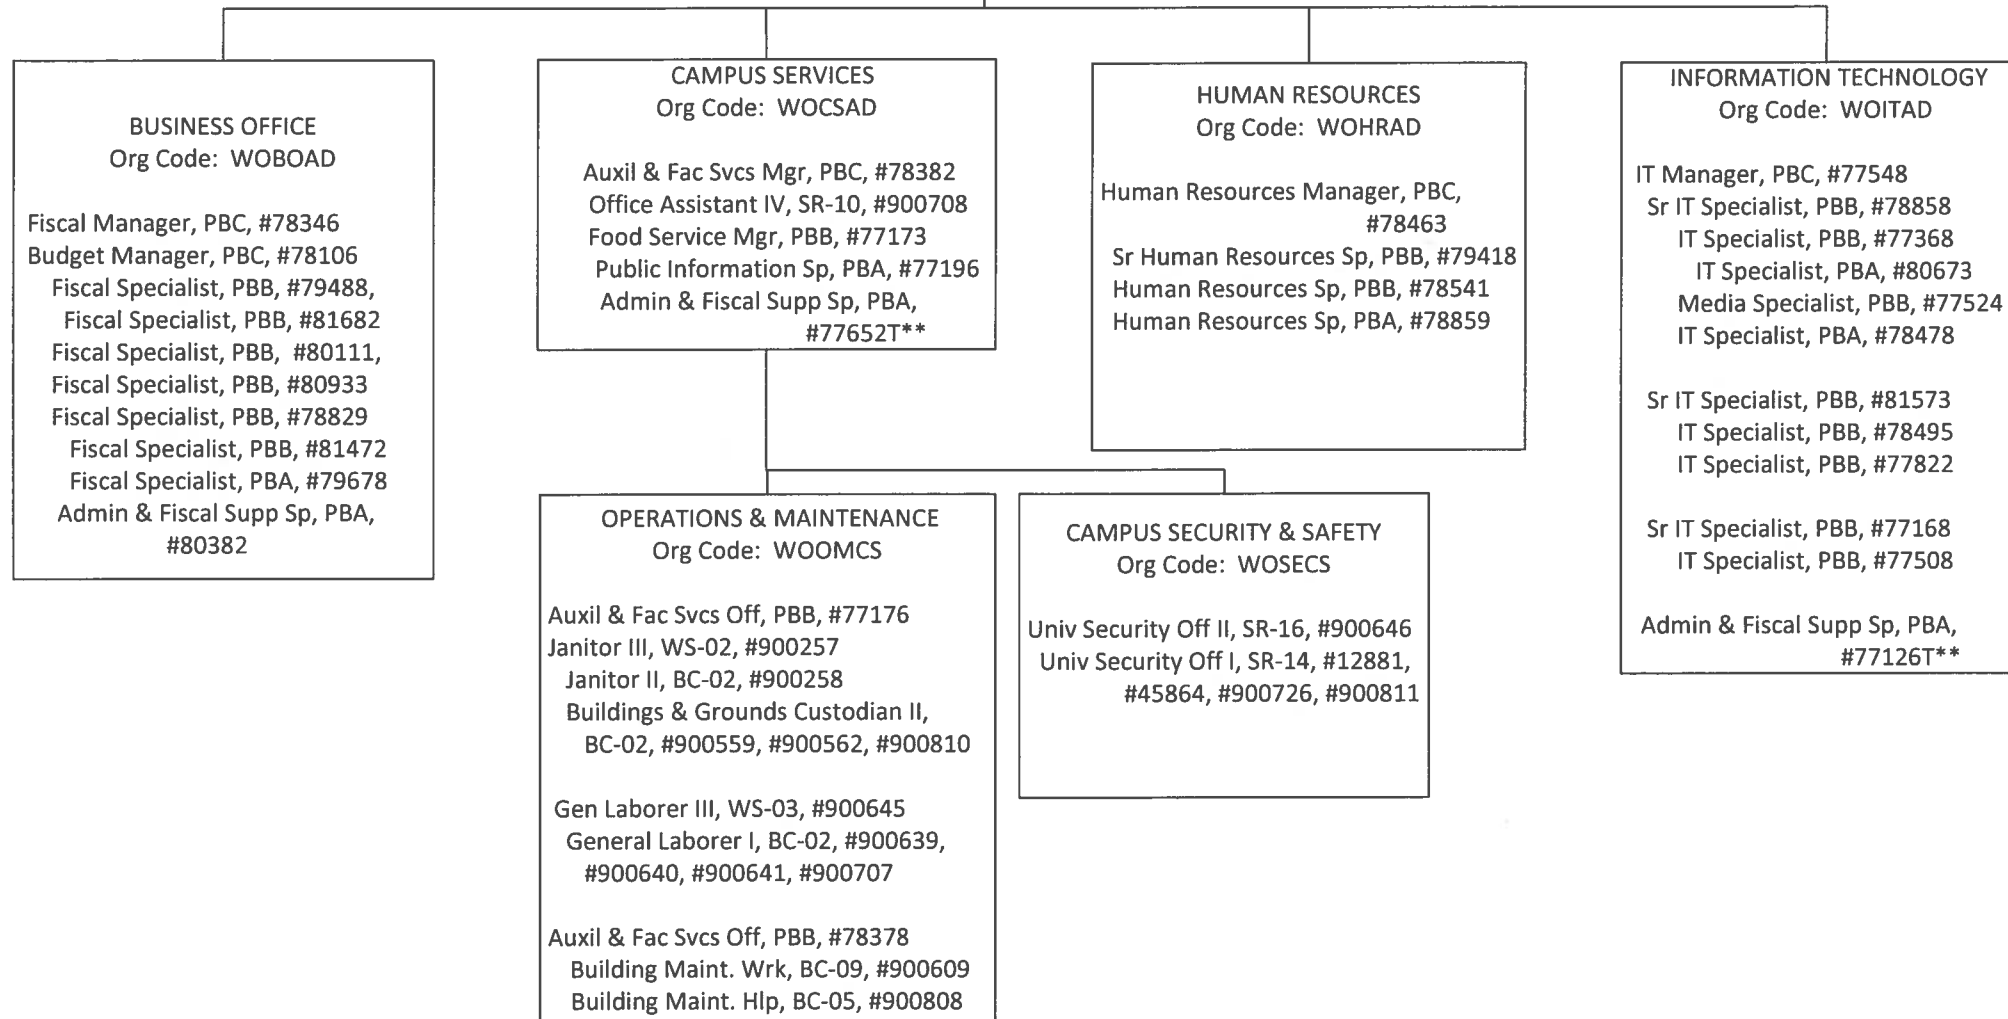 BUSINESS OFFICE
Org Code: WOBOAD
Fiscal Manager, PBC, #78346
Budget Manager, PBC, #78106
Fiscal Specialist, PBB, #79488,
Fiscal Specialist, PBB, #81682
Fiscal Specialist, PBB, #80111,
Fiscal Specialist, PBB, #80933
Fiscal Specialist, PBB, #78829
Fiscal Specialist, PBB, #81472
Fiscal Specialist, PBA, #79678
Admin & Fiscal Supp Sp, PBA,
#80382
CAMPUS SERVICES
Org Code: WOCSAD
Auxil & Fac Svcs Mgr, PBC, #78382
Office Assistant IV, SR-10, #900708
Food Service Mgr, PBB, #77173
Public Information Sp, PBA, #77196
Admin & Fiscal Supp Sp, PBA,
#77652T**
HUMAN RESOURCES
Org Code: WOHRAD
Human Resources Manager, PBC,
#78463
Sr Human Resources Sp, PBB, #79418
Human Resources Sp, PBB, #78541
Human Resources Sp, PBA, #78859
INFORMATION TECHNOLOGY
Org Code: WOITAD
IT Manager, PBC, #77548
Sr IT Specialist, PBB, #78858
IT Specialist, PBB, #77368
IT Specialist, PBA, #80673
Media Specialist, PBB, #77524
IT Specialist, PBA, #78478
Sr IT Specialist, PBB, #81573
IT Specialist, PBB, #78495
IT Specialist, PBB, #77822
Sr IT Specialist, PBB, #77168
IT Specialist, PBB, #77508
Admin & Fiscal Supp Sp, PBA,
#77126T**
OPERATIONS & MAINTENANCE
Org Code: WOOMCS
Auxil & Fac Svcs Off, PBB, #77176
Janitor III, WS-02, #900257
Janitor II, BC-02, #900258
Buildings & Grounds Custodian II,
BC-02, #900559, #900562, #900810
Gen Laborer III, WS-03, #900645
General Laborer I, BC-02, #900639,
#900640, #900641, #900707
Auxil & Fac Svcs Off, PBB, #78378
Building Maint. Wrk, BC-09, #900609
Building Maint. Hlp, BC-05, #900808
CAMPUS SECURITY & SAFETY
Org Code: WOSECS
Univ Security Off II, SR-16, #900646
Univ Security Off I, SR-14, #12881,
#45864, #900726, #900811